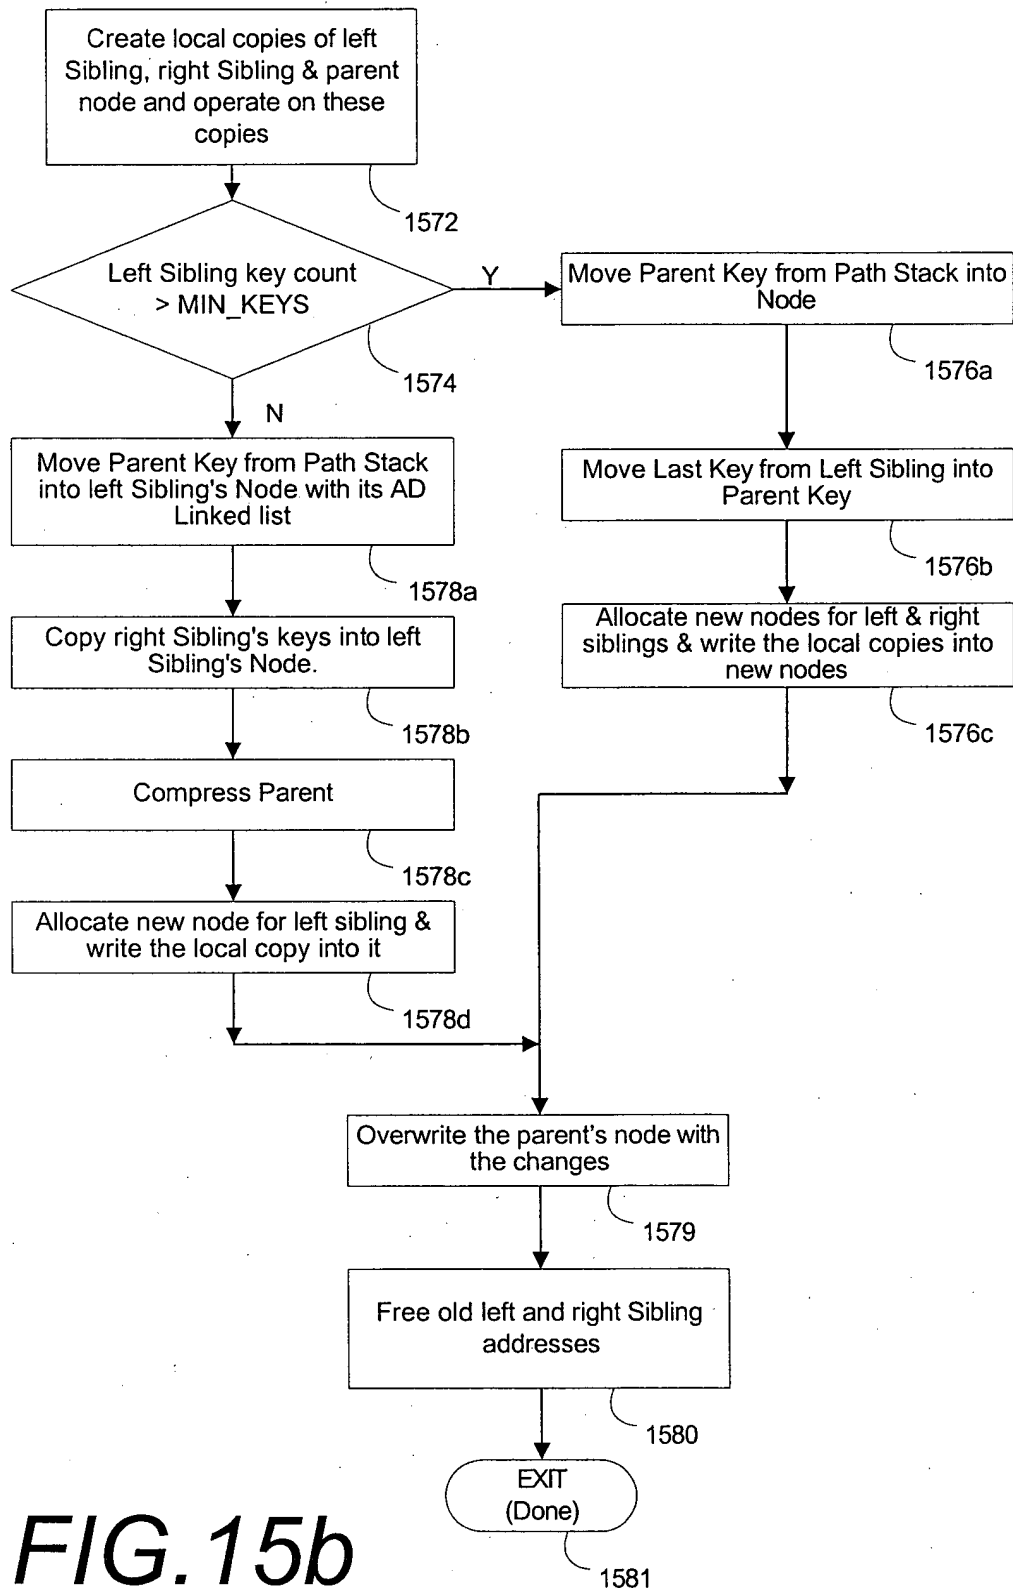 Create local copies of left
Sibling, right Sibling & parent
node and operate on these
copies
1572
Left Sibling key count
> MIN_KEYS
1574
Y
N
Move Parent Key from Path Stack into
Node
1576a
Move Last Key from Left Sibling into
Parent Key
1576b
Allocate new nodes for left & right
siblings & write the local copies into
new nodes
1576c
Move Parent Key from Path Stack
into left Sibling's Node with its AD
Linked list
1578a
Copy right Sibling's keys into left
Sibling's Node.
1578b
Compress Parent
1578c
Allocate new node for left sibling &
write the local copy into it
1578d
Overwrite the parent's node with
the changes
1579
Free old left and right Sibling
addresses
1580
EXIT
(Done)
1581
FIG.15b